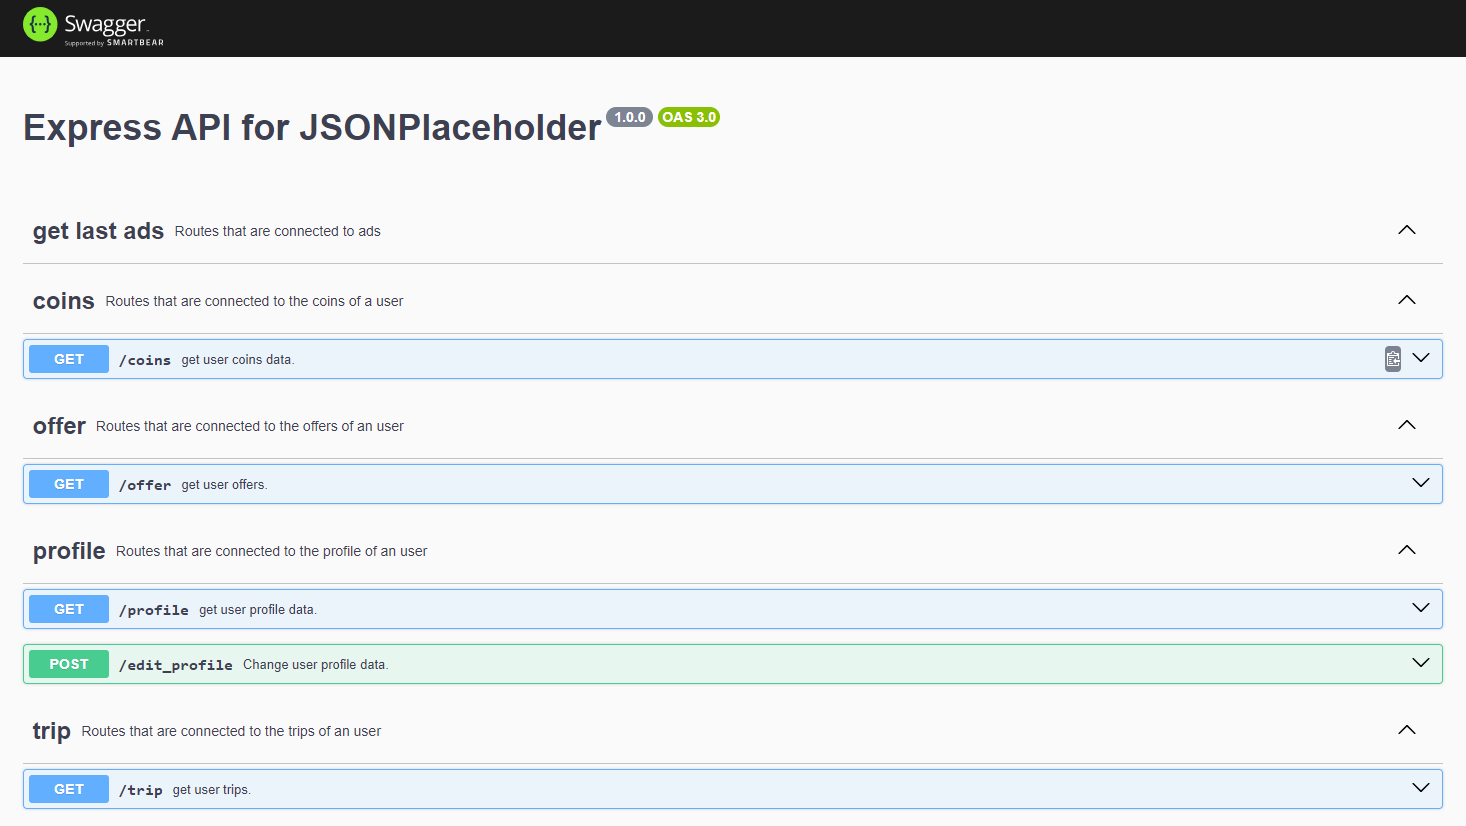 Swagger
Supported by SMARTBEAR
Express API for JSONPlaceholder 1.0.0 OAS 3.0
get last ads Routes that are connected to ads
coins Routes that are connected to the coins of a user
GET /coins get user coins data.
offer Routes that are connected to the offers of an user
GET /offer get user offers.
profile Routes that are connected to the profile of an user
GET /profile get user profile data.
POST /edit_profile Change user profile data.
trip Routes that are connected to the trips of an user
GET /trip get user trips.